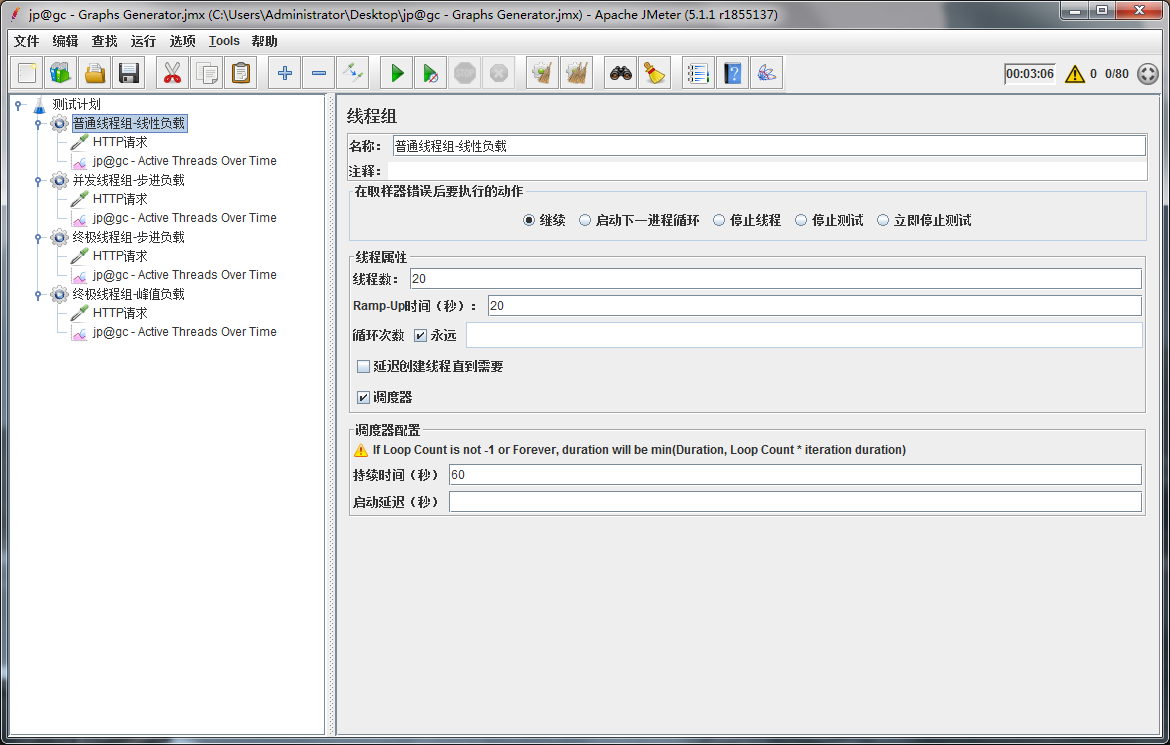 jp@gc - Graphs Generator.jmx (C:\Users\Administrator\Desktop\jp@gc - Graphs Generator.jmx) - Apache JMeter (5.1.1 r1855137)
文件 编辑 查找 运行 选项 Tools 帮助
STOP
00:03:06 0 0/80
测试计划
普通线程组-线性负载
HTTP请求
jp@gc - Active Threads Over Time
并发线程组-步进负载
HTTP请求
jp@gc - Active Threads Over Time
终极线程组-步进负载
HTTP请求
jp@gc - Active Threads Over Time
终极线程组-峰值负载
HTTP请求
jp@gc - Active Threads Over Time
线程组
名称： 普通线程组-线性负载
注释：
在取样器错误后要执行的动作
继续 启动下一进程循环 停止线程 停止测试 立即停止测试
线程属性
线程数： 20
Ramp-Up时间（秒）： 20
循环次数 永远
延迟创建线程直到需要
调度器
调度器配置
If Loop Count is not -1 or Forever, duration will be min(Duration, Loop Count * iteration duration)
持续时间（秒） 60
启动延迟（秒）